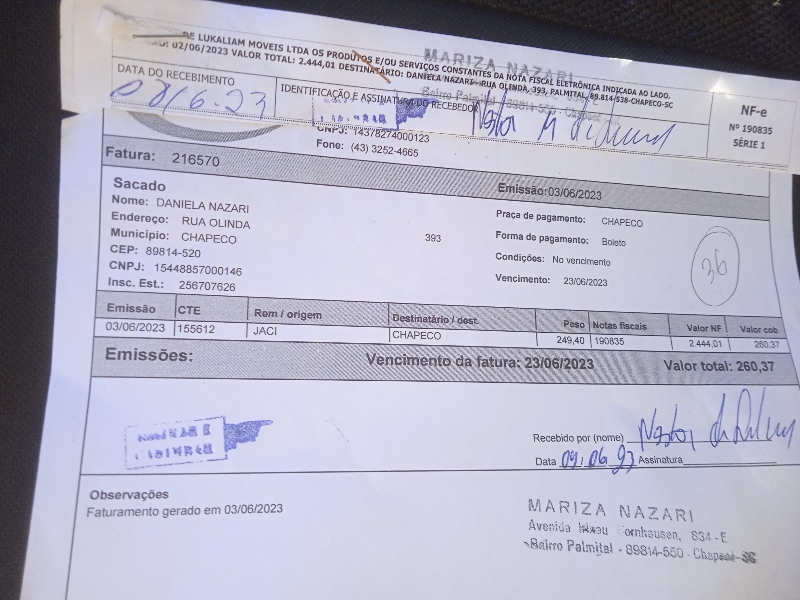 DE LUKALIAM MOVEIS LTDA OS PRODUTOS E/OU SERVIÇOS CONSTANTES DA NOTA FISCAL ELETRÔNICA INDICADA AO LADO.
02/06/2023 VALOR TOTAL: 2.444,01 DESTINATÁRIO: DANIELA NAZARI - RUA OLINDA, 393, PALMITAL, 89.814-538-CHAPECO-SC
MARIZA NAZARI
DATA DO RECEBIMENTO
IDENTIFICAÇÃO E ASSINATURA DO RECEBEDOR
NF-e
Nº 190835
SÉRIE 1
CNPJ: 14378274000123
Fone: (43) 3252-4665
Fatura: 216570
Emissão:03/06/2023
Sacado
Nome: DANIELA NAZARI
Endereço: RUA OLINDA 393
Municipio: CHAPECO
CEP: 89814-520
CNPJ: 15448857000146
Insc. Est.: 256707626
Praça de pagamento: CHAPECO
Forma de pagamento: Boleto
Condições: No vencimento
Vencimento: 23/06/2023
36
Emissão CTE Rem / origem Destinatário / dest. Peso Notas fiscais Valor NF Valor cob
03/06/2023 155612 JACI CHAPECO 249,40 190835 2.444,01 260,37
Emissões: Vencimento da fatura: 23/06/2023 Valor total: 260,37
Recebido por (nome)
Data 09.06.23 Assinatura
Observações
Faturamento gerado em 03/06/2023
MARIZA NAZARI
Avenida ornhausen, 834-E
Bairro Palmital - 89814-550 - Chapecó-SC